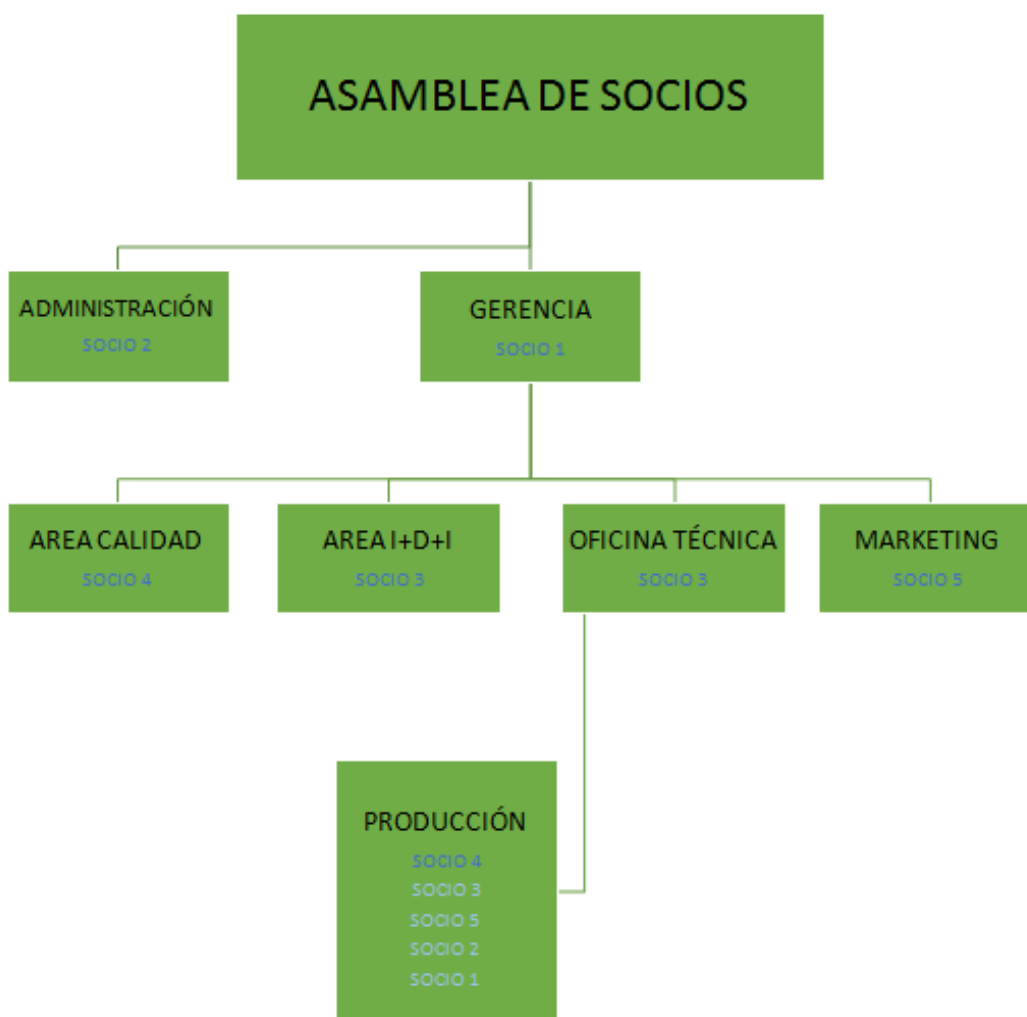 ASAMBLEA DE SOCIOS
ADMINISTRACIÓN
SOCIO 2
GERENCIA
SOCIO 1
AREA CALIDAD
SOCIO 4
AREA I+D+I
SOCIO 3
OFICINA TÉCNICA
SOCIO 3
MARKETING
SOCIO 5
PRODUCCIÓN
SOCIO 4
SOCIO 3
SOCIO 5
SOCIO 2
SOCIO 1